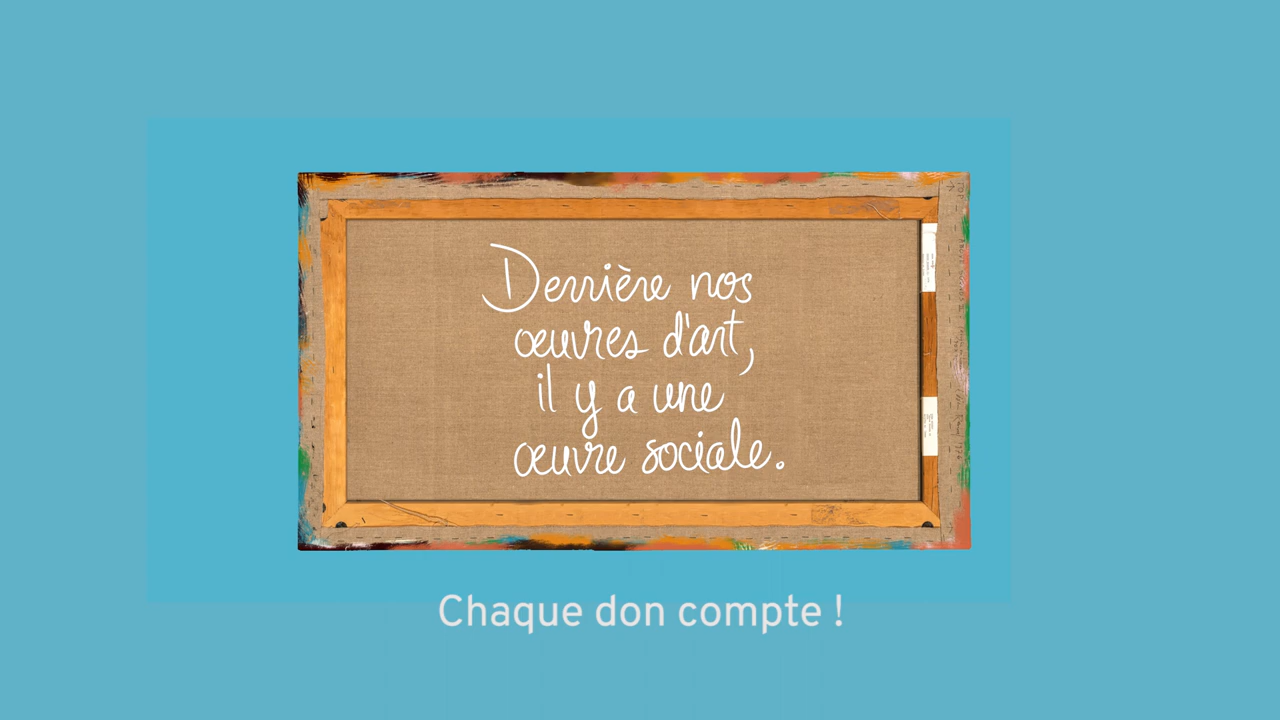 Derrière nos
œuvres d'art,
il y a une
œuvre sociale.
Chaque don compte !